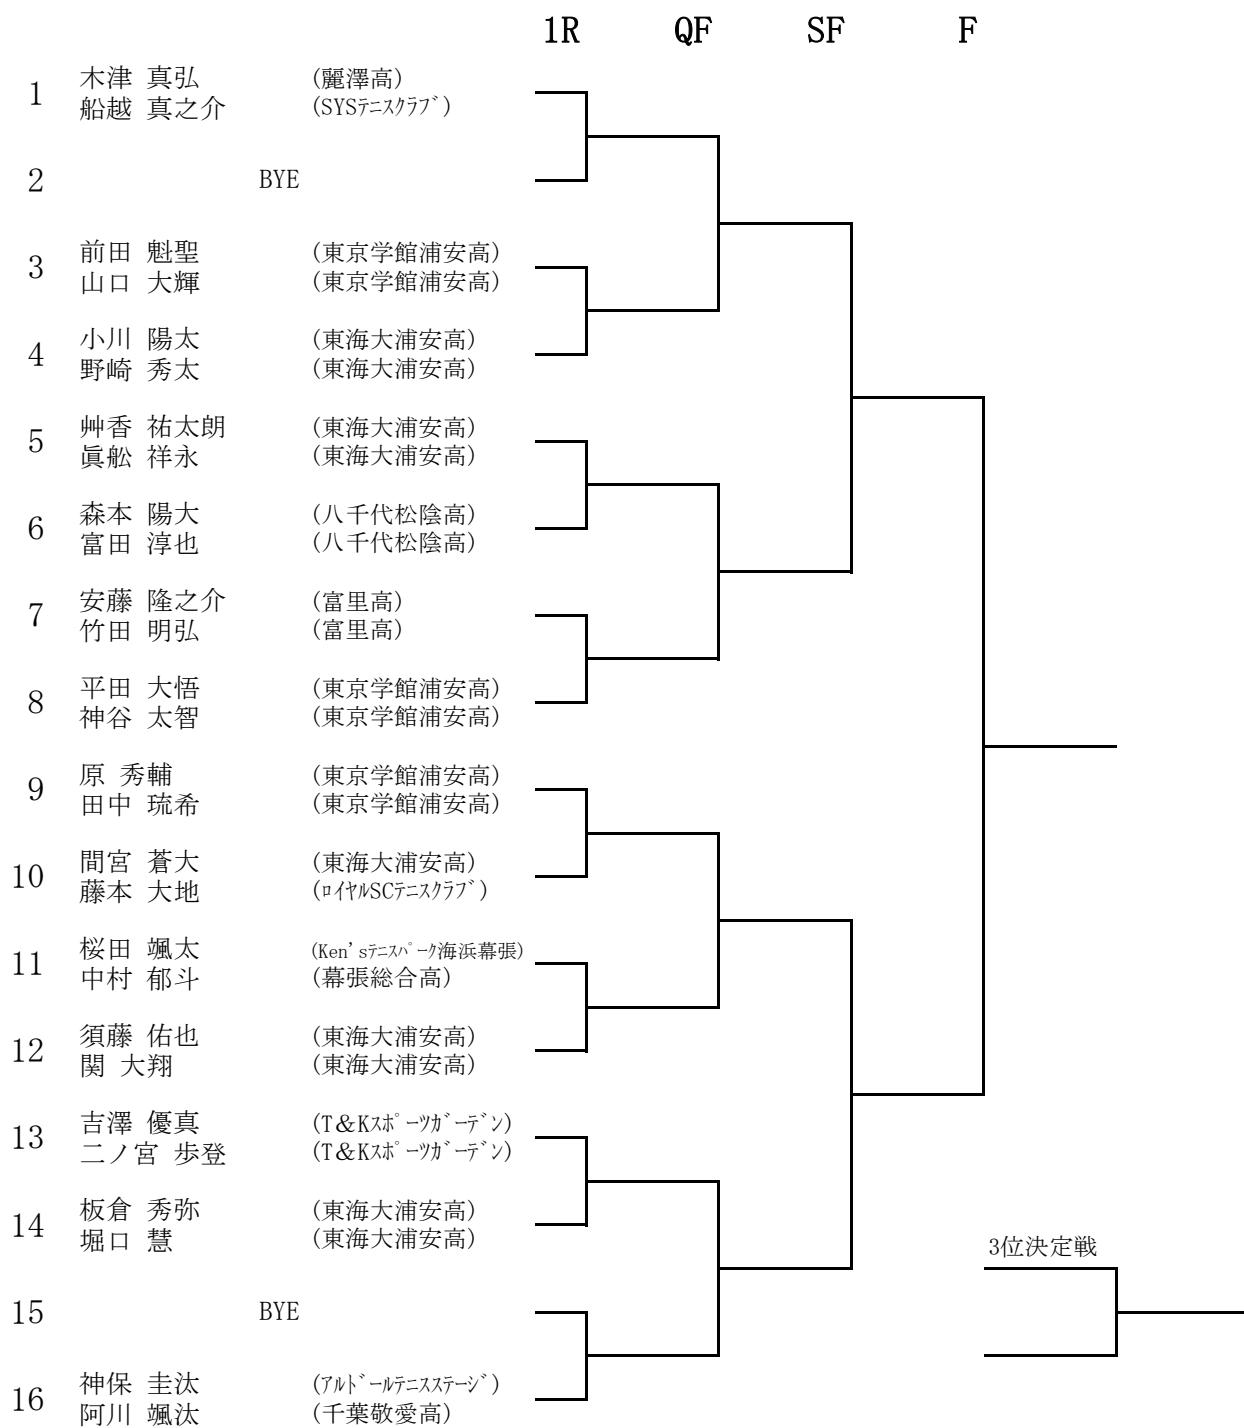 1R QF SF F
1 木津 真弘 (麗澤高)
船越 真之介 (SYSﾃﾆｽｸﾗﾌﾞ)
2 BYE
3 前田 魁聖 (東京学館浦安高)
山口 大輝 (東京学館浦安高)
4 小川 陽太 (東海大浦安高)
野崎 秀太 (東海大浦安高)
5 艸香 祐太朗 (東海大浦安高)
眞舩 祥永 (東海大浦安高)
6 森本 陽大 (八千代松陰高)
富田 淳也 (八千代松陰高)
7 安藤 隆之介 (富里高)
竹田 明弘 (富里高)
8 平田 大悟 (東京学館浦安高)
神谷 太智 (東京学館浦安高)
9 原 秀輔 (東京学館浦安高)
田中 琉希 (東京学館浦安高)
10 間宮 蒼大 (東海大浦安高)
藤本 大地 (ﾛｲﾔﾙSCﾃﾆｽｸﾗﾌﾞ)
11 桜田 颯太 (Ken'sﾃﾆｽﾊﾟｰｸ海浜幕張)
中村 郁斗 (幕張総合高)
12 須藤 佑也 (東海大浦安高)
関 大翔 (東海大浦安高)
13 吉澤 優真 (T&Kｽﾎﾟｰﾂｶﾞｰﾃﾞﾝ)
二ノ宮 歩登 (T&Kｽﾎﾟｰﾂｶﾞｰﾃﾞﾝ)
14 板倉 秀弥 (東海大浦安高)
堀口 慧 (東海大浦安高)
3位決定戦
15 BYE
16 神保 圭汰 (ｱﾙﾄﾞｰﾙﾃﾆｽｽﾃｰｼﾞ)
阿川 颯汰 (千葉敬愛高)